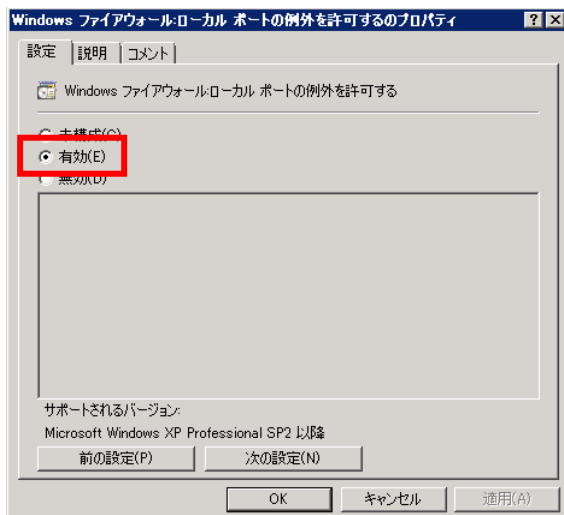 Windows ファイアウォール:ローカル ポートの例外を許可するのプロパティ
設定 説明 コメント
Windows ファイアウォール:ローカル ポートの例外を許可する
未構成(C)
有効(E)
無効(D)
サポートされるバージョン:
Microsoft Windows XP Professional SP2 以降
前の設定(P) 次の設定(N)
OK キャンセル 適用(A)